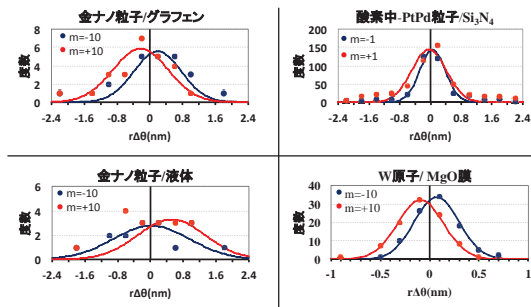 金ナノ粒子/グラフェン
m=-10
m=+10
度数
8
6
4
2
0
-2.4 -1.6 -0.8 0 0.8 1.6 2.4
rΔθ(nm)
酸素中-PtPd粒子/Si3N4
m=-1
m=+1
度数
200
150
100
50
0
-2.4 -1.6 -0.8 0 0.8 1.6 2.4
rΔθ(nm)
金ナノ粒子/液体
m=-10
m=+10
度数
6
4
2
0
-2.4 -1.6 -0.8 0 0.8 1.6 2.4
rΔθ(nm)
W原子/ MgO膜
m=-10
m=+10
度数
40
30
20
10
0
-1 -0.5 0 0.5 1
rΔθ(nm)